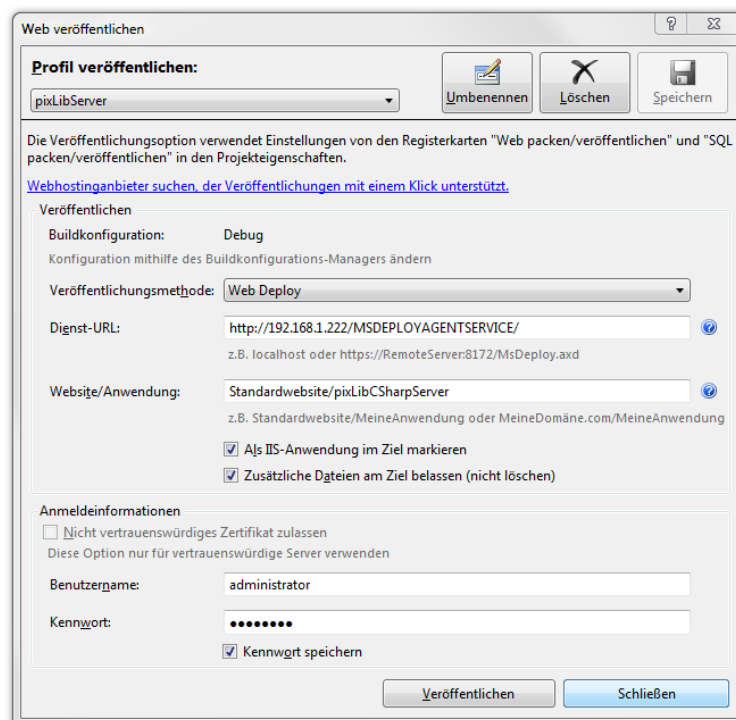 Web veröffentlichen
Profil veröffentlichen:
pixLibServer
Umbenennen
Löschen
Speichern
Die Veröffentlichungsoption verwendet Einstellungen von den Registerkarten "Web packen/veröffentlichen" und "SQL
packen/veröffentlichen" in den Projekteigenschaften.
Webhostinganbieter suchen, der Veröffentlichungen mit einem Klick unterstützt.
Veröffentlichen
Buildkonfiguration: Debug
Konfiguration mithilfe des Buildkonfigurations-Managers ändern
Veröffentlichungsmethode: Web Deploy
Dienst-URL: http://192.168.1.222/MSDEPLOYAGENTSERVICE/
z.B. localhost oder https://RemoteServer:8172/MsDeploy.axd
Website/Anwendung: Standardwebsite/pixLibCSharpServer
z.B. Standardwebsite/MeineAnwendung oder MeineDomäne.com/MeineAnwendung
Als IIS-Anwendung im Ziel markieren
Zusätzliche Dateien am Ziel belassen (nicht löschen)
Anmeldeinformationen
Nicht vertrauenswürdiges Zertifikat zulassen
Diese Option nur für vertrauenswürdige Server verwenden
Benutzername: administrator
Kennwort: ●●●●●●●●
Kennwort speichern
Veröffentlichen
Schließen